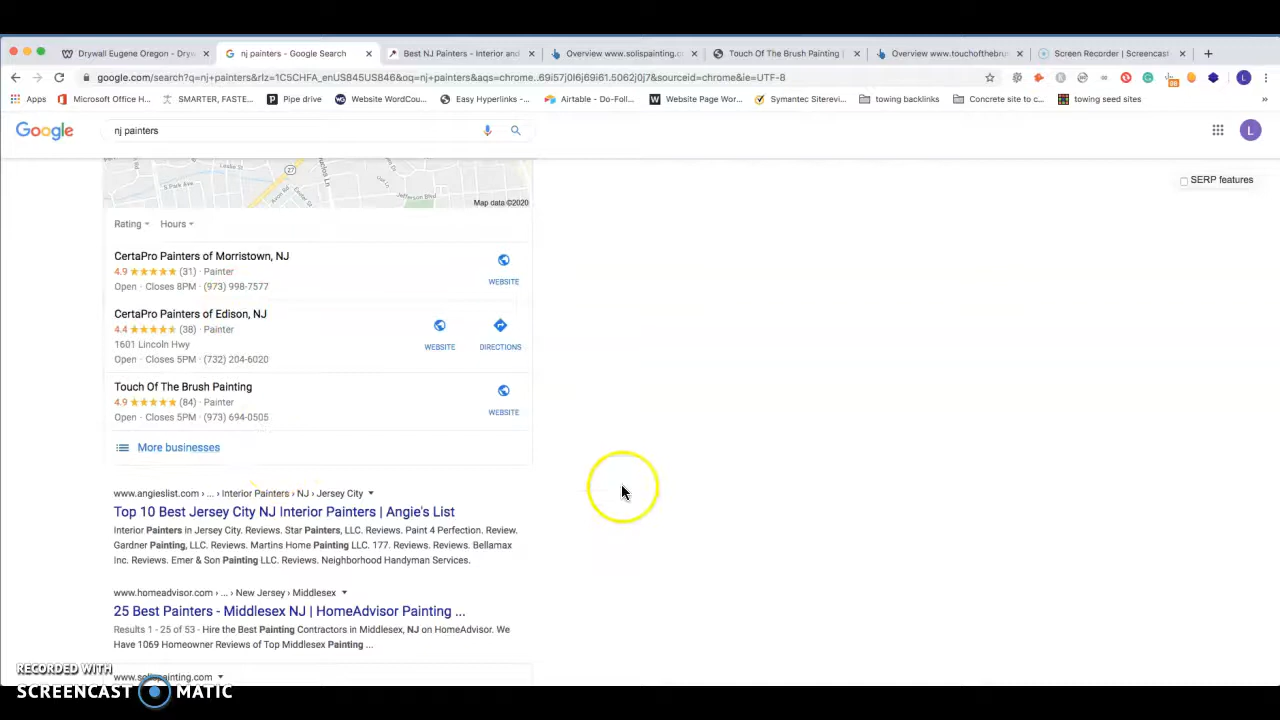 Drywall Eugene Oregon - Dryw
nj painters - Google Search
Best NJ Painters - Interior and
Overview www.solispainting.co
Touch Of The Brush Painting |
Overview www.touchofthebrus
Screen Recorder | Screencast
google.com/search?q=nj+painters&rlz=1C5CHFA_enUS845US846&oq=nj+painters&aqs=chrome..69i57j0l6j69i61.5062j0j7&sourceid=chrome&ie=UTF-8
L
Apps
Microsoft Office H...
SMARTER, FASTE...
Pipe drive
Website WordCou...
Easy Hyperlinks -...
Airtable - Do-Foll...
Website Page Wor...
Symantec Siterevi...
towing backlinks
Concrete site to c...
towing seed sites
»
Google
nj painters
L
SERP features
27
S Park Ave
Jefferson Blvd
Map data ©2020
Rating
Hours
CertaPro Painters of Morristown, NJ
4.9 ★★★★★ (31) · Painter
Open · Closes 8PM · (973) 998-7577
WEBSITE
CertaPro Painters of Edison, NJ
4.4 ★★★★★ (38) · Painter
1601 Lincoln Hwy
Open · Closes 5PM · (732) 204-6020
WEBSITE
DIRECTIONS
Touch Of The Brush Painting
4.9 ★★★★★ (84) · Painter
Open · Closes 5PM · (973) 694-0505
WEBSITE
More businesses
www.angieslist.com › ... › Interior Painters › NJ › Jersey City
Top 10 Best Jersey City NJ Interior Painters | Angie's List
Interior Painters in Jersey City. Reviews. Star Painters, LLC. Reviews. Paint 4 Perfection. Review.
Gardner Painting, LLC. Reviews. Martins Home Painting LLC. 177. Reviews. Reviews. Bellamax
Inc. Reviews. Emer & Son Painting LLC. Reviews. Neighborhood Handyman Services.
www.homeadvisor.com › ... › New Jersey › Middlesex
25 Best Painters - Middlesex NJ | HomeAdvisor Painting ...
Results 1 - 25 of 53 - Hire the Best Painting Contractors in Middlesex, NJ on HomeAdvisor. We
Have 1069 Homeowner Reviews of Top Middlesex Painting ...
www.solispainting.com
RECORDED WITH
SCREENCAST MATIC